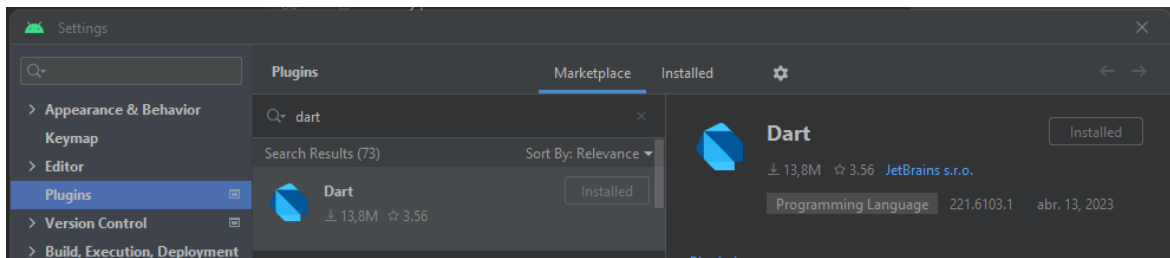 Settings
Plugins
Marketplace
Installed
Appearance & Behavior
Keymap
Editor
Plugins
Version Control
Build, Execution, Deployment
dart
Search Results (73)
Sort By: Relevance
Dart
13,8M 3.56
Installed
Dart
Installed
13,8M 3.56 JetBrains s.r.o.
Programming Language 221.6103.1 abr. 13, 2023